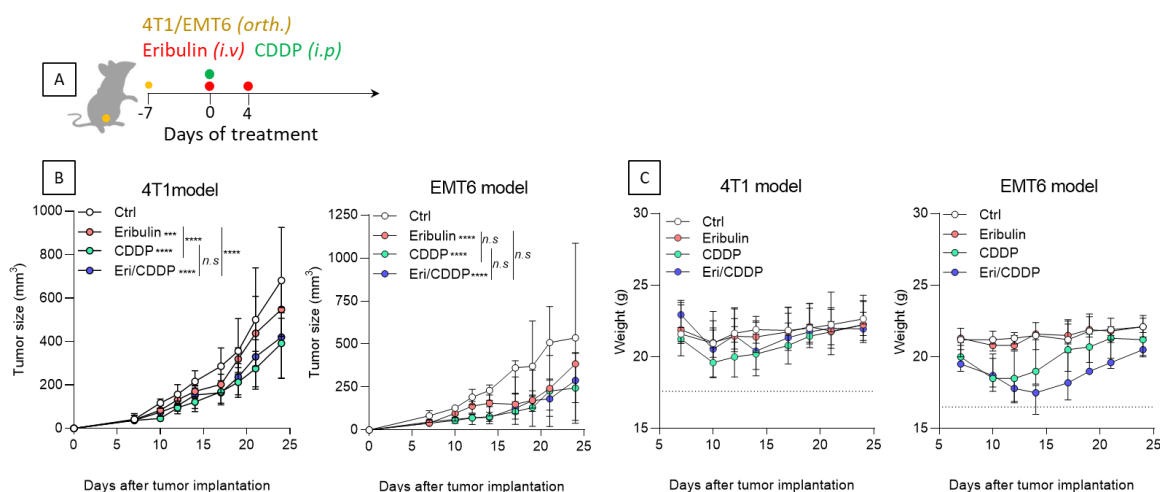 4T1/EMT6 (orth.)
Eribulin (i.v) CDDP (i.p)
A
-7 0 4
Days of treatment
B
4T1model
Tumor size (mm3)
1000
800
600
400
200
0
Ctrl
Eribulin ***
CDDP ****
Eri/CDDP ****
****
n.s
****
0 5 10 15 20 25
Days after tumor implantation
EMT6 model
Tumor size (mm3)
1250
1000
750
500
250
0
Ctrl
Eribulin ****
CDDP ****
Eri/CDDP ****
n.s
n.s
n.s
0 5 10 15 20 25
Days after tumor implantation
C
4T1 model
Weight (g)
30
25
20
15
Ctrl
Eribulin
CDDP
Eri/CDDP
5 10 15 20 25
Days after tumor implantation
EMT6 model
Weight (g)
30
25
20
15
Ctrl
Eribulin
CDDP
Eri/CDDP
5 10 15 20 25
Days after tumor implantation